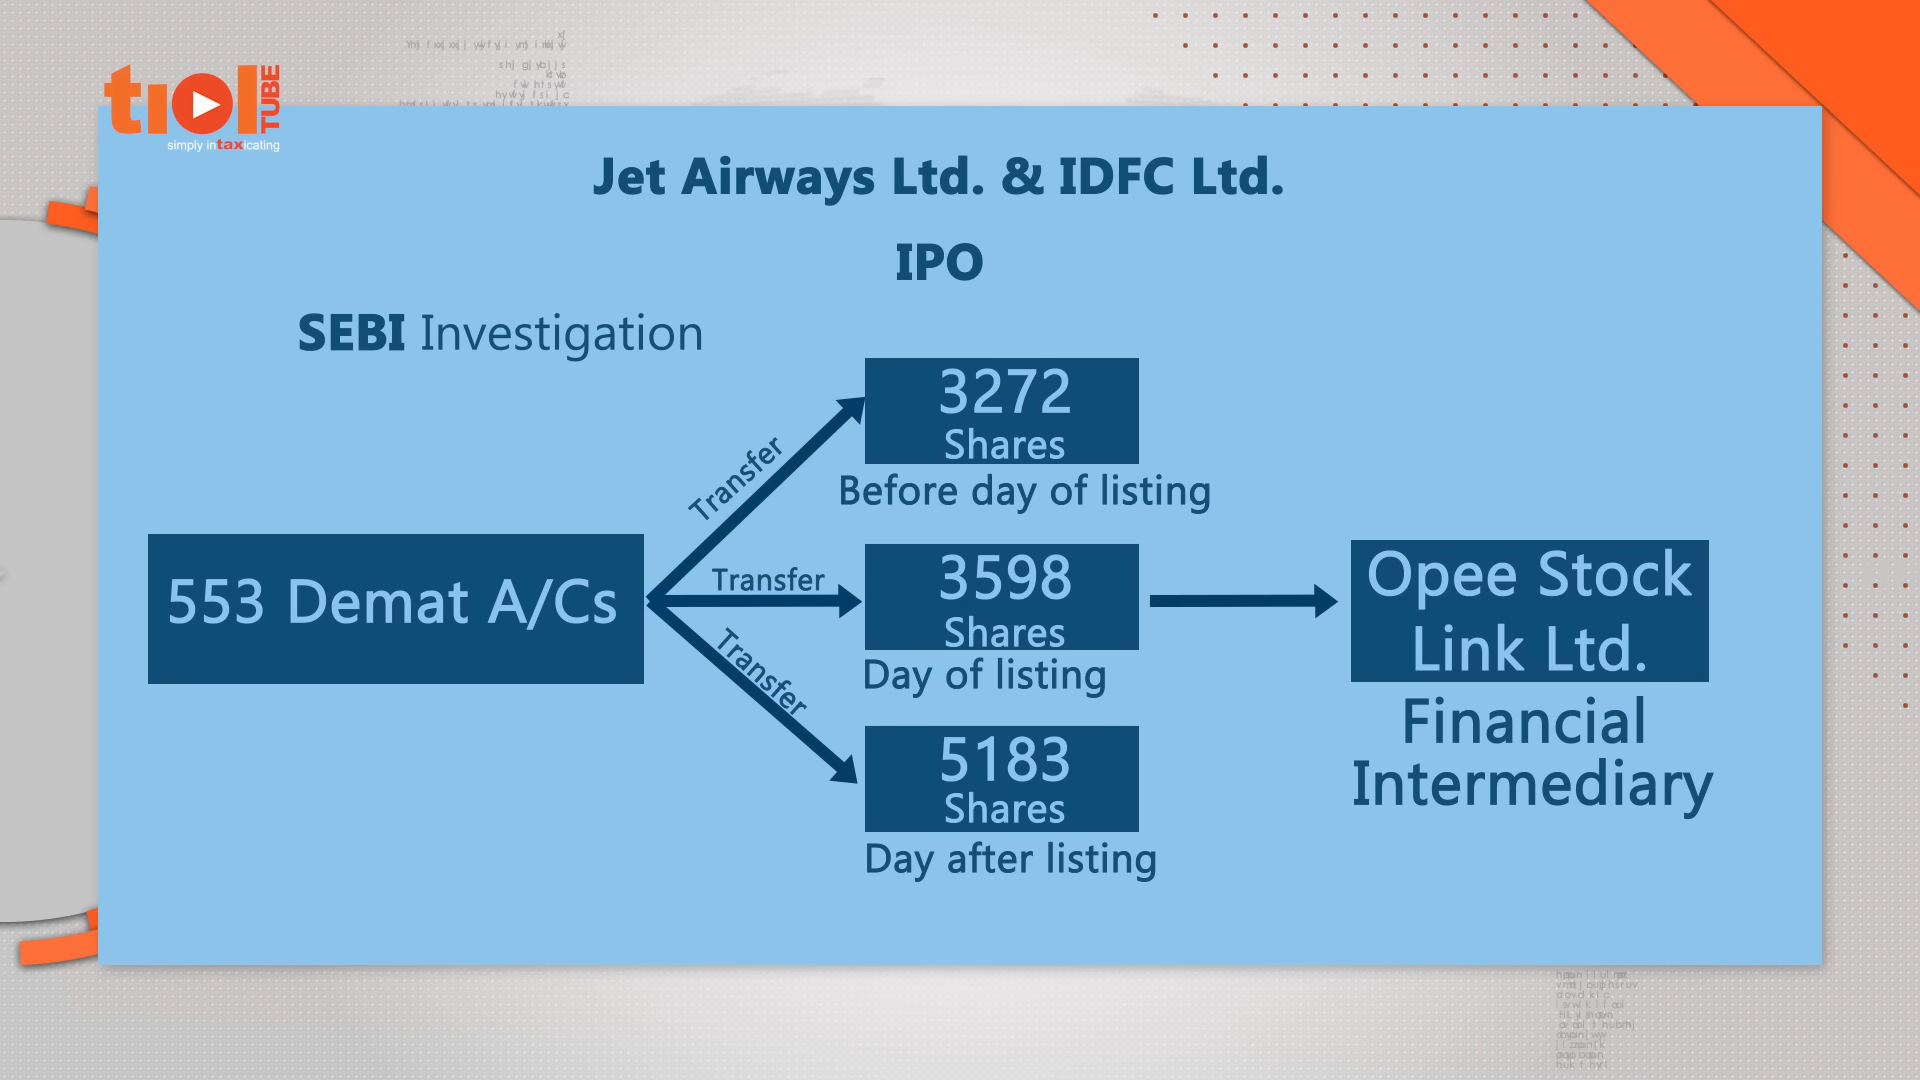 tiol TUBE
simply intaxicating
Jet Airways Ltd. & IDFC Ltd.
IPO
SEBI Investigation
553 Demat A/Cs
Transfer
3272
Shares
Before day of listing
Transfer
3598
Shares
Day of listing
Transfer
5183
Shares
Day after listing
Opee Stock
Link Ltd.
Financial
Intermediary